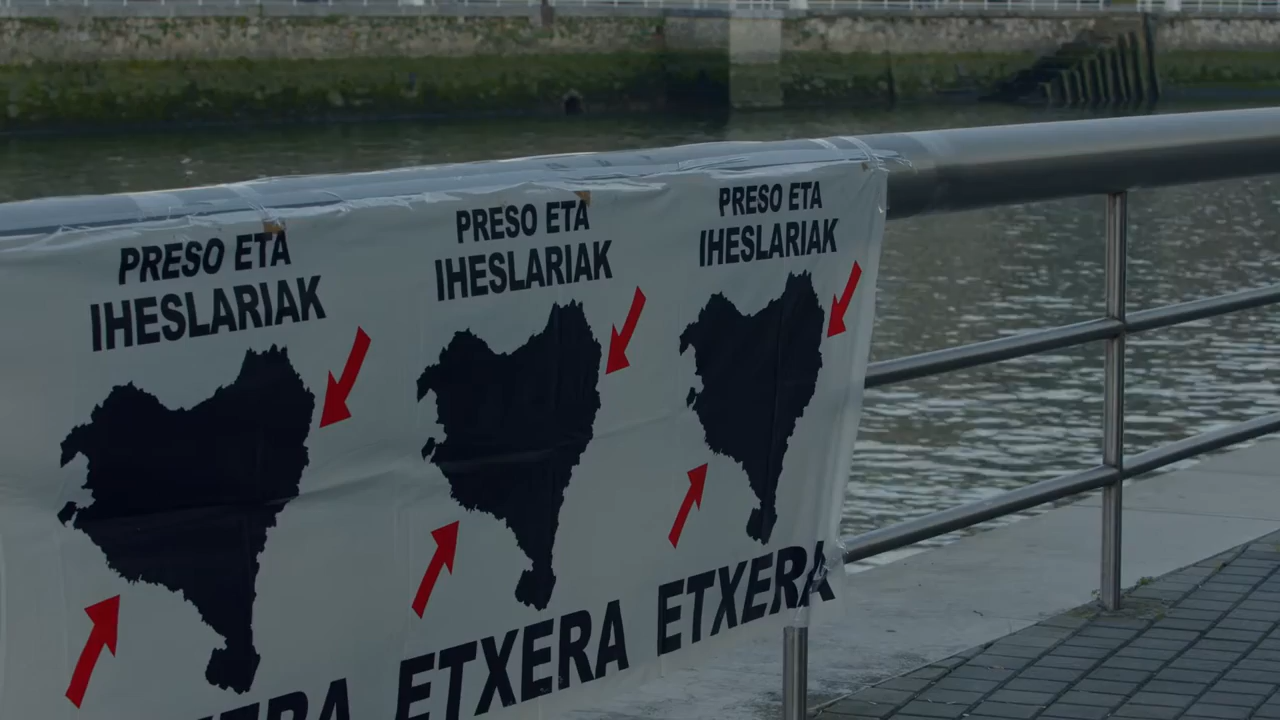 PRESO ETA
IHESLARIAK
PRESO ETA
IHESLARIAK
ETXERA
PRESO ETA
IHESLARIAK
ETXERA